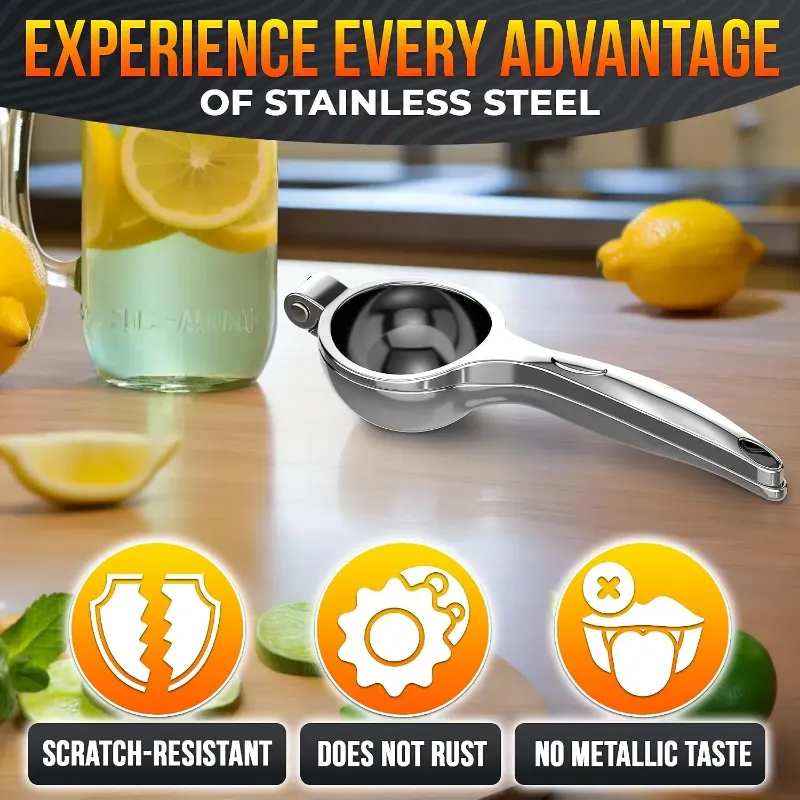 EXPERIENCE EVERY ADVANTAGE
OF STAINLESS STEEL
SCRATCH-RESISTANT
DOES NOT RUST
NO METALLIC TASTE